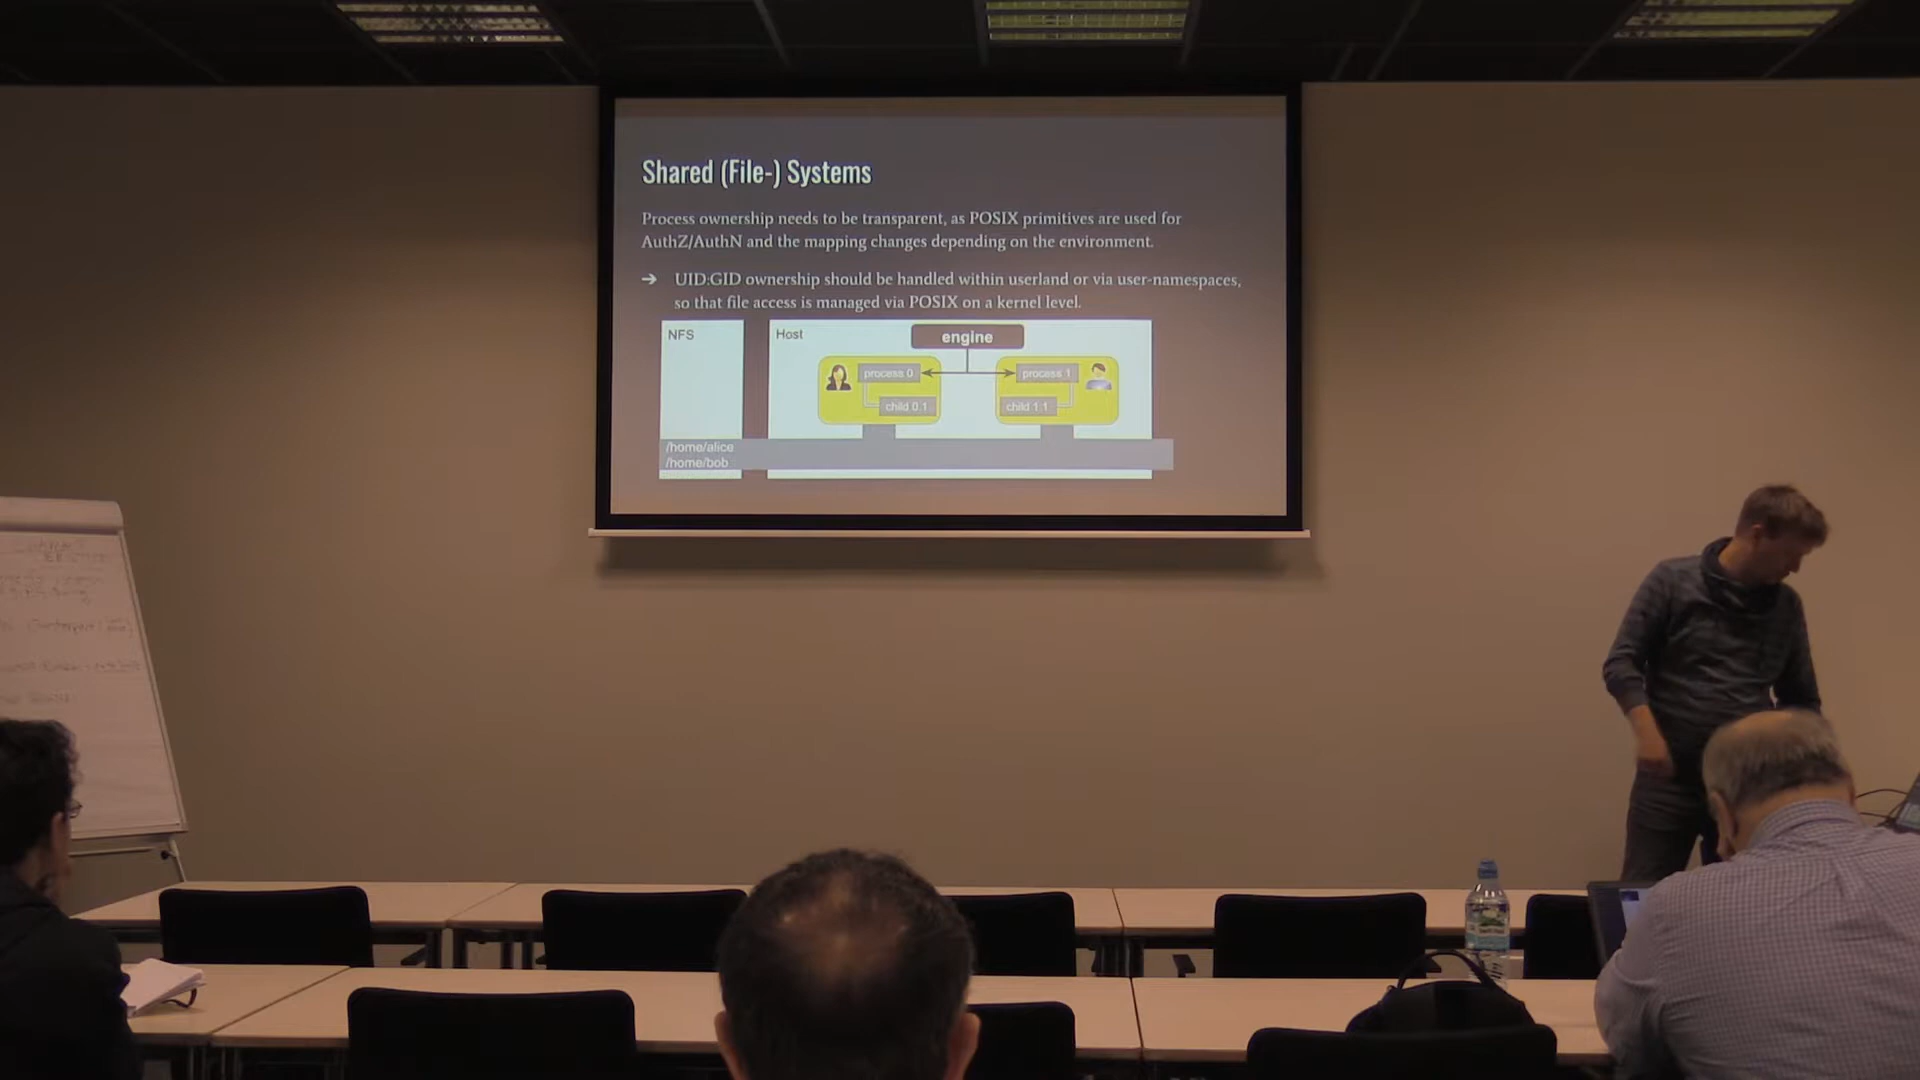 Shared (File-) Systems
Process ownership needs to be transparent, as POSIX primitives are used for
AuthZ/AuthN and the mapping changes depending on the environment.
➔ UID:GID ownership should be handled within userland or via user-namespaces,
so that file access is managed via POSIX on a kernel level.
NFS
Host
engine
process 0
process 1
child 0.1
child 1.1
/home/alice
/home/bob